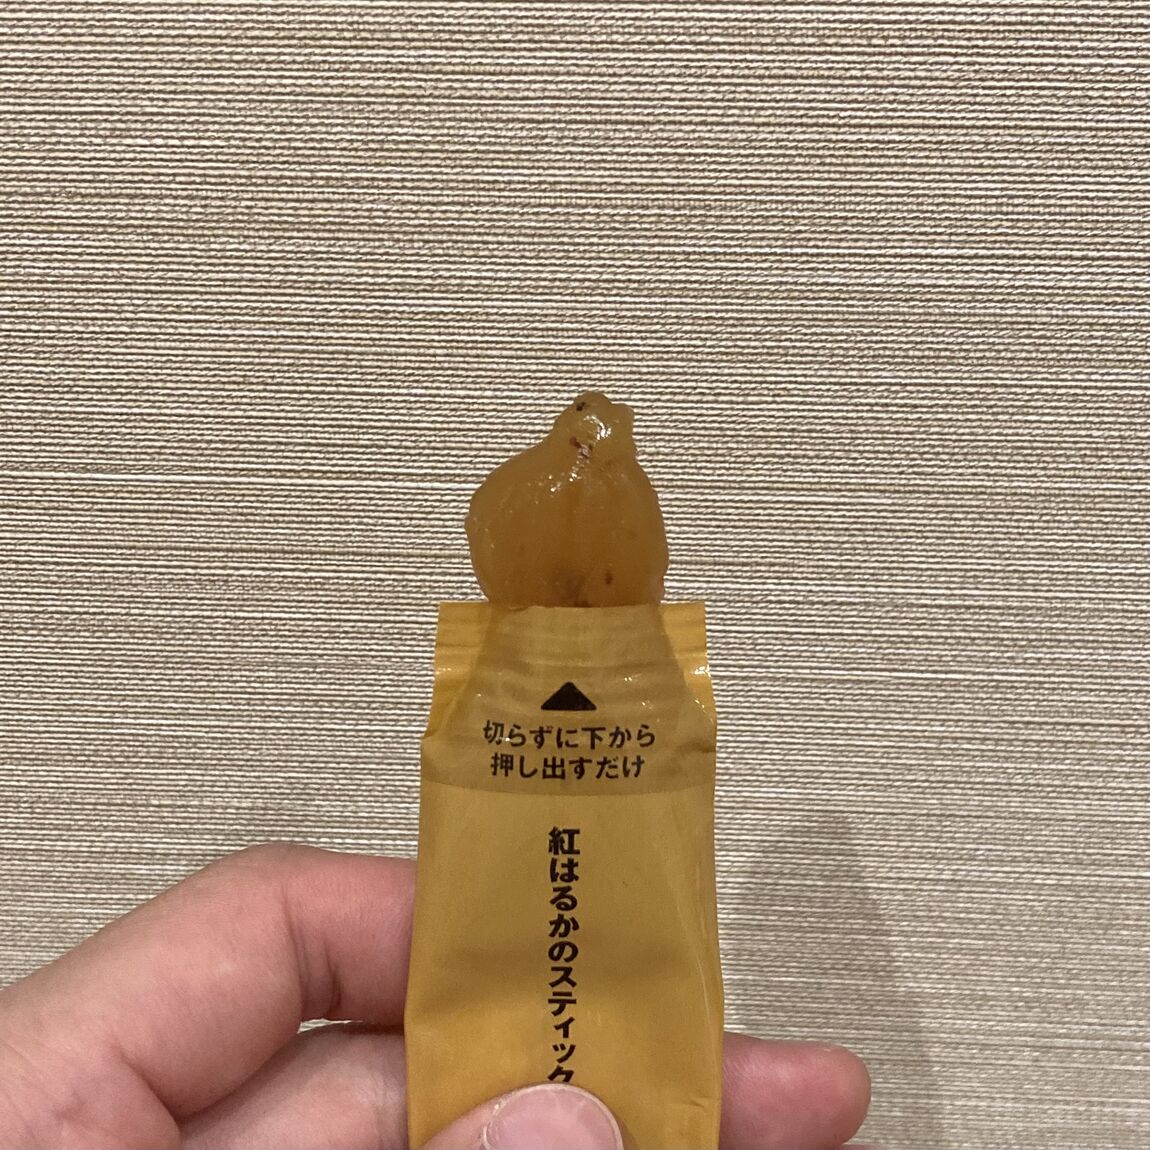 切らずに下から
押し出すだけ
紅はるかのスティック